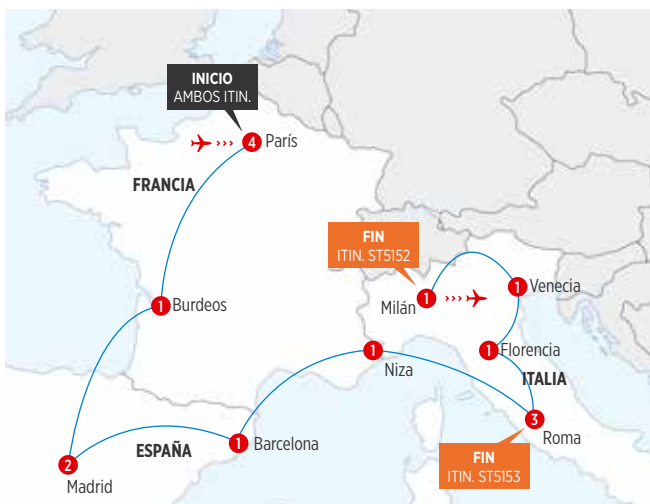 INICIO
AMBOS ITIN.
4 París
FRANCIA
FIN
ITIN. ST5152
1 Venecia
Milán 1
1 Burdeos
1 Florencia
1
Niza
ITALIA
3
Roma
ESPAÑA
1 Barcelona
FIN
ITIN. ST5153
2
Madrid